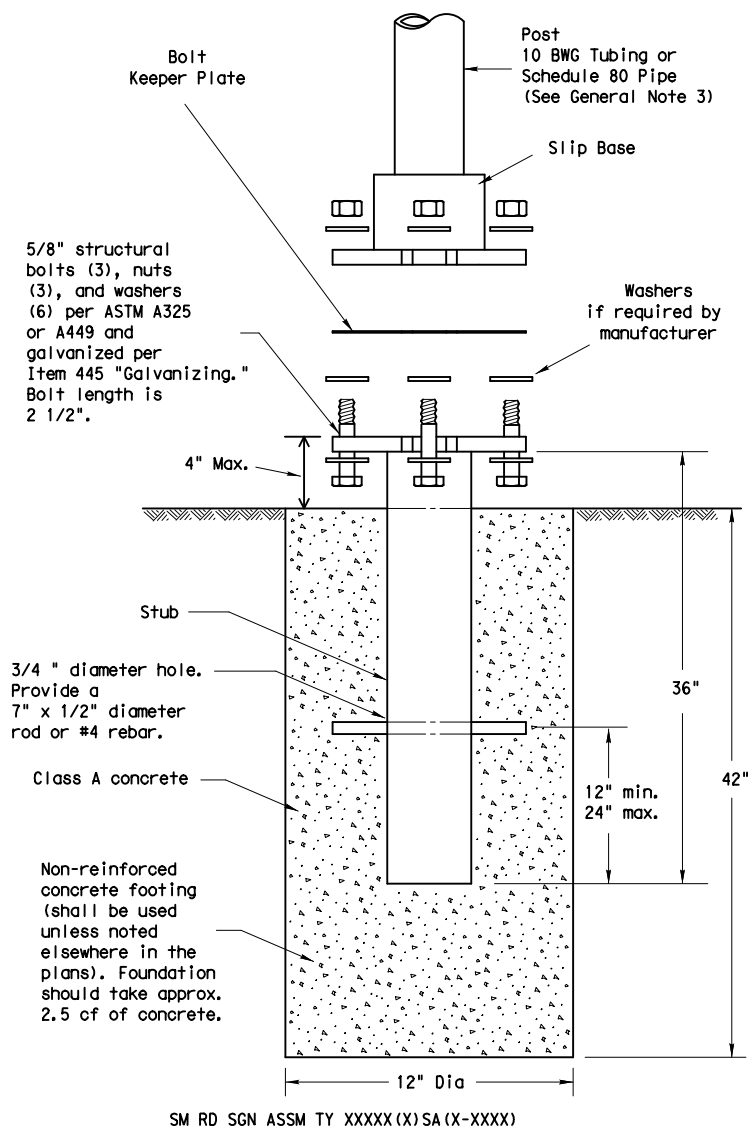 Bolt
Keeper Plate
Post
10 BWG Tubing or
Schedule 80 Pipe
(See General Note 3)
Slip Base
5/8" structural
bolts (3), nuts
(3), and washers
(6) per ASTM A325
or A449 and
galvanized per
Item 445 "Galvanizing."
Bolt length is
2 1/2".
Washers
if required by
manufacturer
4" Max.
Stub
3/4 " diameter hole.
Provide a
7" x 1/2" diameter
rod or #4 rebar.
36"
Class A concrete
12" min.
24" max.
42"
Non-reinforced
concrete footing
(shall be used
unless noted
elsewhere in the
plans). Foundation
should take approx.
2.5 cf of concrete.
12" Dia
SM RD SGN ASSM TY XXXXX(X)SA(X-XXXX)